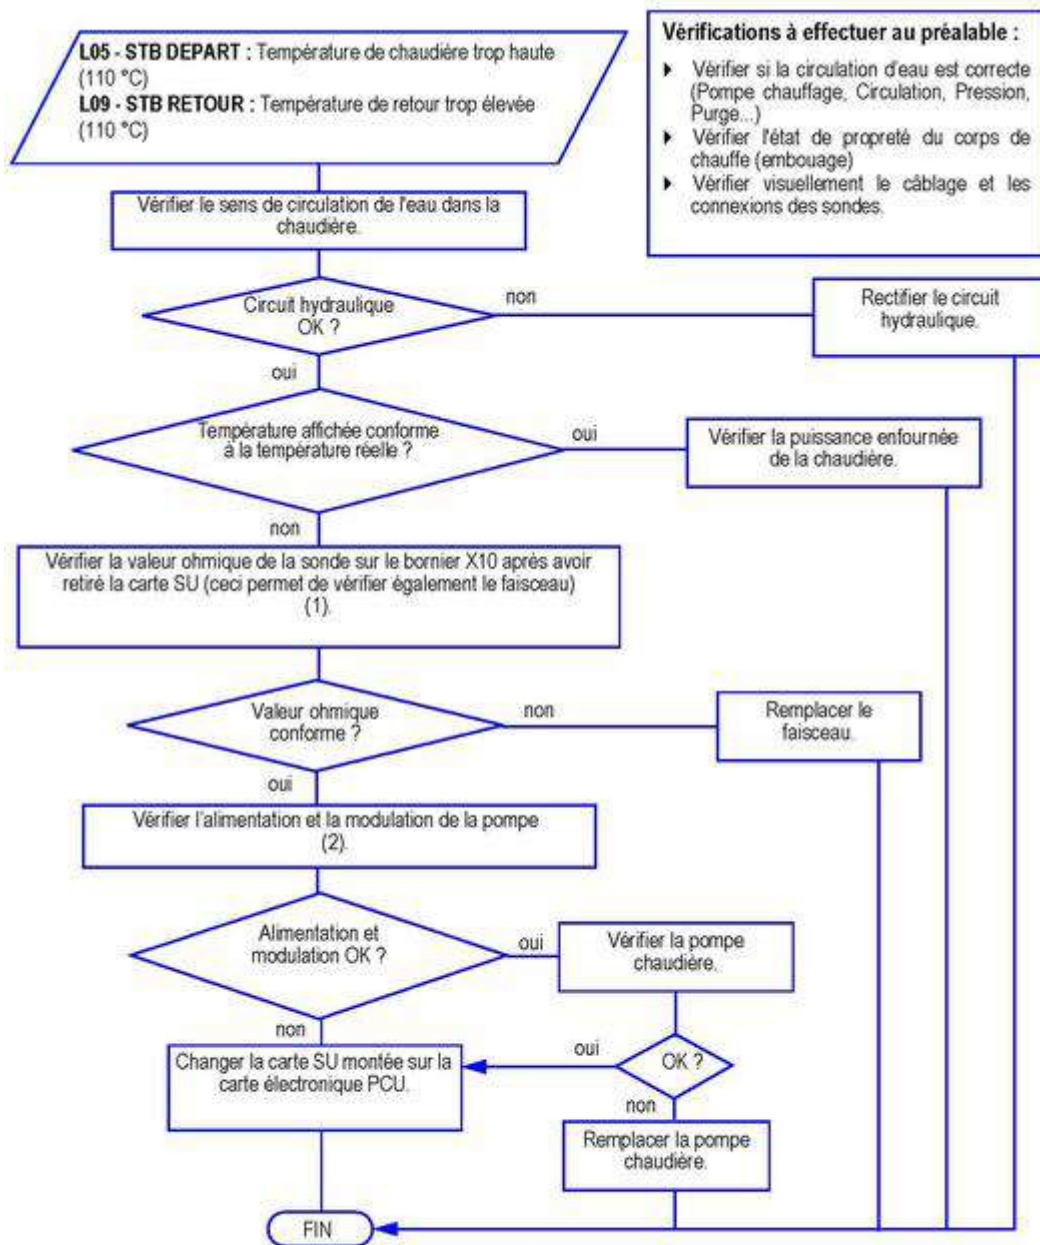 L05 - STB DEPART : Température de chaudière trop haute
(110 °C)
L09 - STB RETOUR : Température de retour trop élevée
(110 °C)
Vérifications à effectuer au préalable :
Vérifier si la circulation d'eau est correcte
(Pompe chauffage, Circulation, Pression,
Purge...)
Vérifier l'état de propreté du corps de
chauffe (embouage)
Vérifier visuellement le câblage et les
connexions des sondes.
Vérifier le sens de circulation de l'eau dans la
chaudière.
Circuit hydraulique
OK ?
non
Rectifier le circuit
hydraulique.
oui
Température affichée conforme
à la température réelle ?
oui
Vérifier la puissance enfournée
de la chaudière.
non
Vérifier la valeur ohmique de la sonde sur le bornier X10 après avoir
retiré la carte SU (ceci permet de vérifier également le faisceau)
(1).
Valeur ohmique
conforme ?
non
Remplacer le
faisceau.
oui
Vérifier l'alimentation et la modulation de la pompe
(2).
Alimentation et
modulation OK ?
oui
Vérifier la pompe
chaudière.
non
Changer la carte SU montée sur la
carte électronique PCU.
oui
OK ?
non
Remplacer la pompe
chaudière.
FIN